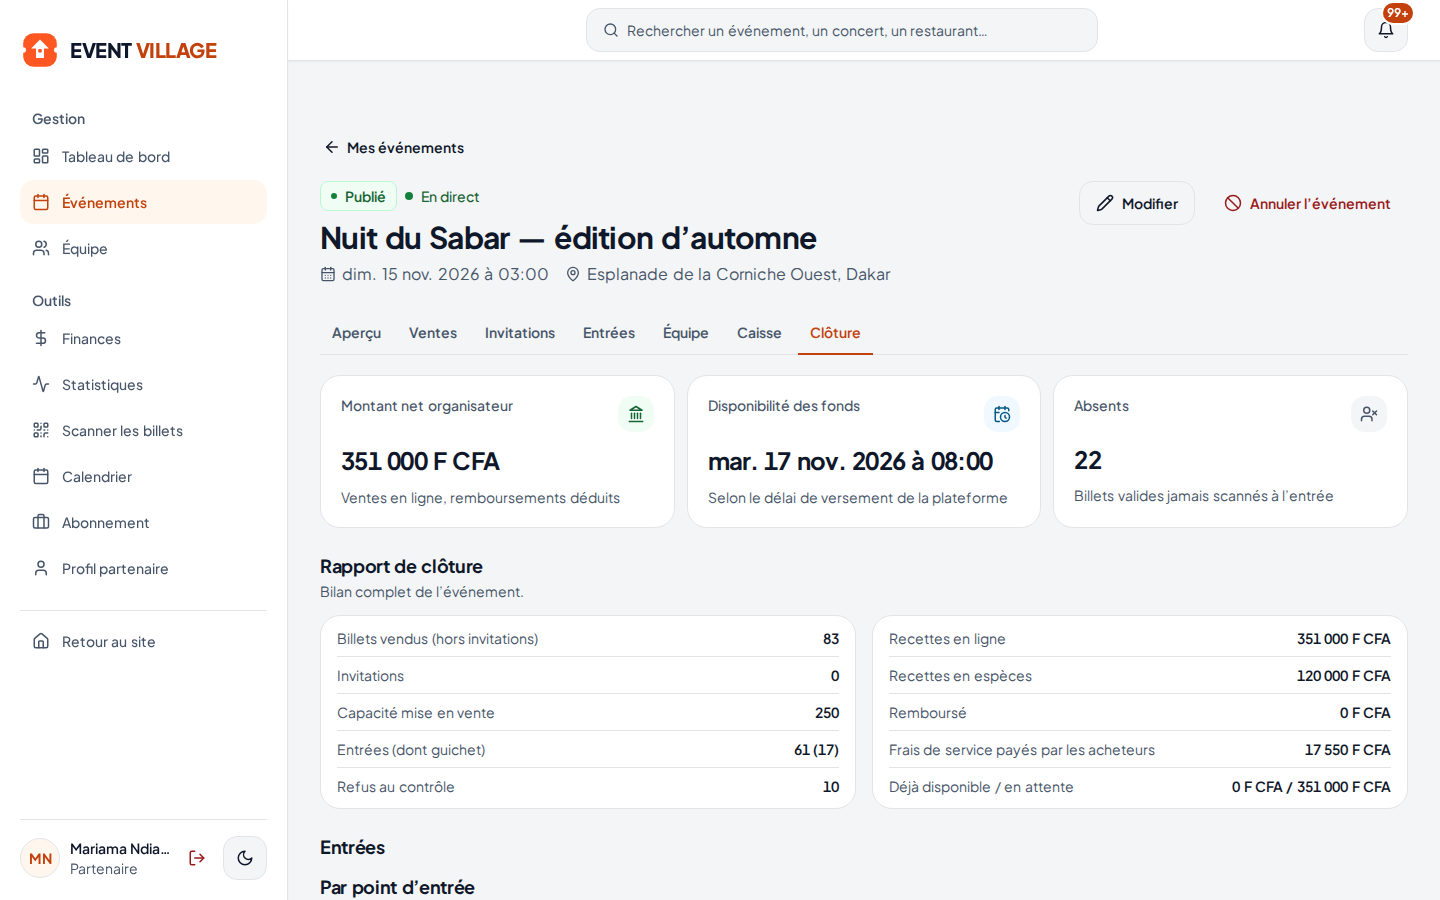 EVENT VILLAGE
Rechercher un événement, un concert, un restaurant...
99+
Gestion
Tableau de bord
Événements
Équipe
Outils
Finances
Statistiques
Scanner les billets
Calendrier
Abonnement
Profil partenaire
Retour au site
MN
Mariama Ndia...
Partenaire
Mes événements
Publié
En direct
Modifier
Annuler l’événement
Nuit du Sabar — édition d’automne
dim. 15 nov. 2026 à 03:00
Esplanade de la Corniche Ouest, Dakar
Aperçu
Ventes
Invitations
Entrées
Équipe
Caisse
Clôture
Montant net organisateur
351 000 F CFA
Ventes en ligne, remboursements déduits
Disponibilité des fonds
mar. 17 nov. 2026 à 08:00
Selon le délai de versement de la plateforme
Absents
22
Billets valides jamais scannés à l’entrée
Rapport de clôture
Bilan complet de l’événement.
Billets vendus (hors invitations) 83
Invitations 0
Capacité mise en vente 250
Entrées (dont guichet) 61 (17)
Refus au contrôle 10
Recettes en ligne 351 000 F CFA
Recettes en espèces 120 000 F CFA
Remboursé 0 F CFA
Frais de service payés par les acheteurs 17 550 F CFA
Déjà disponible / en attente 0 F CFA / 351 000 F CFA
Entrées
Par point d’entrée